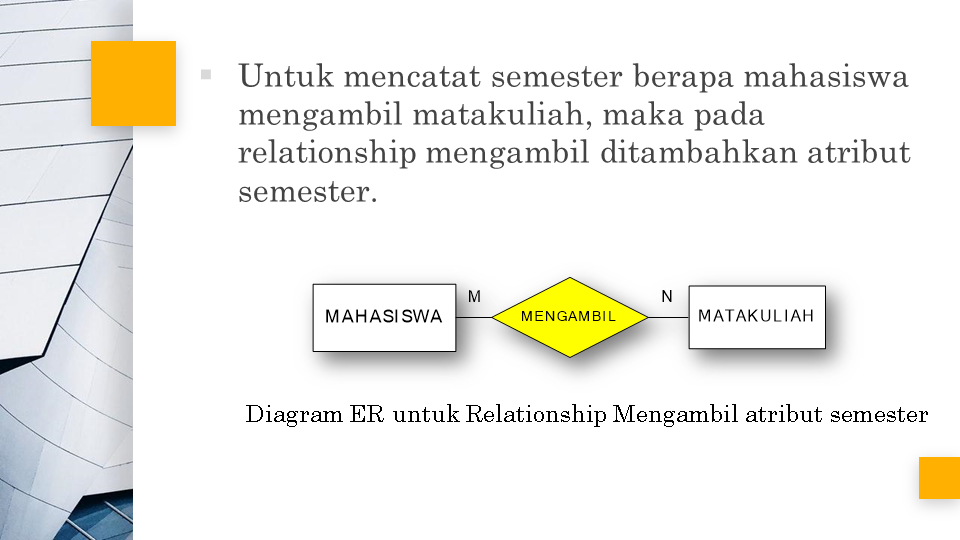 Untuk mencatat semester berapa mahasiswa
mengambil matakuliah, maka pada
relationship mengambil ditambahkan atribut
semester.
M N
MAHASISWA MENGAMBIL MATAKULIAH
Diagram ER untuk Relationship Mengambil atribut semester